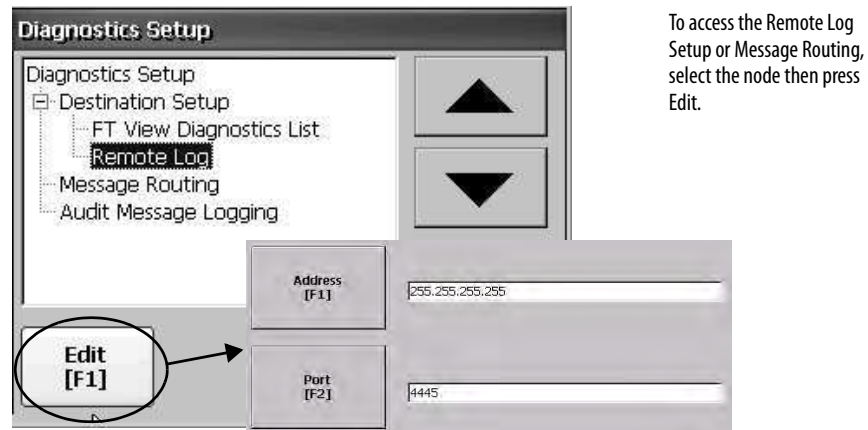 Diagnostics Setup
Diagnostics Setup
Destination Setup
FT View Diagnostics List
Remote Log
Message Routing
Audit Message Logging
Edit
[F1]
Address
[F1]
255.255.255.255
Port
[F2]
4445
To access the Remote Log
Setup or Message Routing,
select the node then press
Edit.